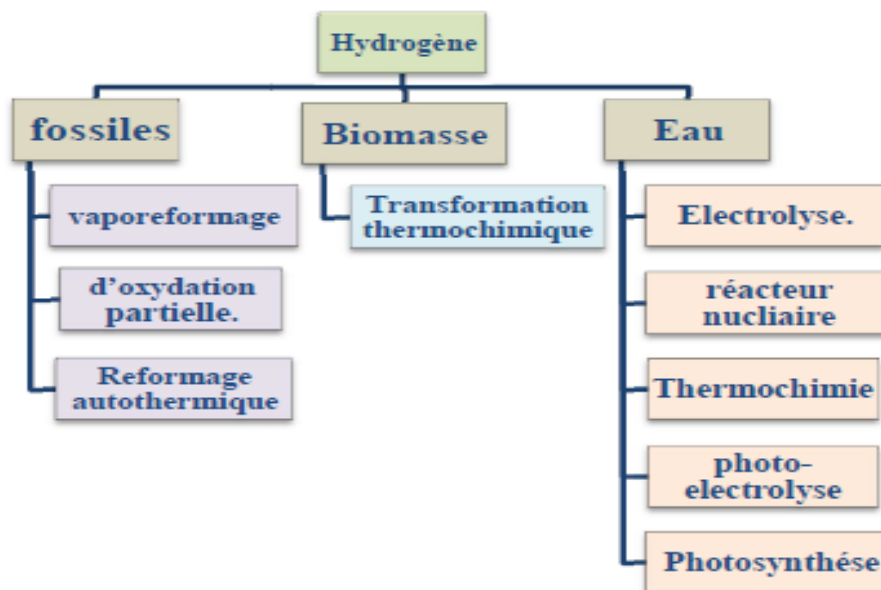 Hydrogène
fossiles
vaporeformage
d'oxydation
partielle.
Reformage
autothermique
Biomasse
Transformation
thermochimique
Eau
Electrolyse.
réacteur
nucliaire
Thermochimie
photo-
electrolyse
Photosynthése